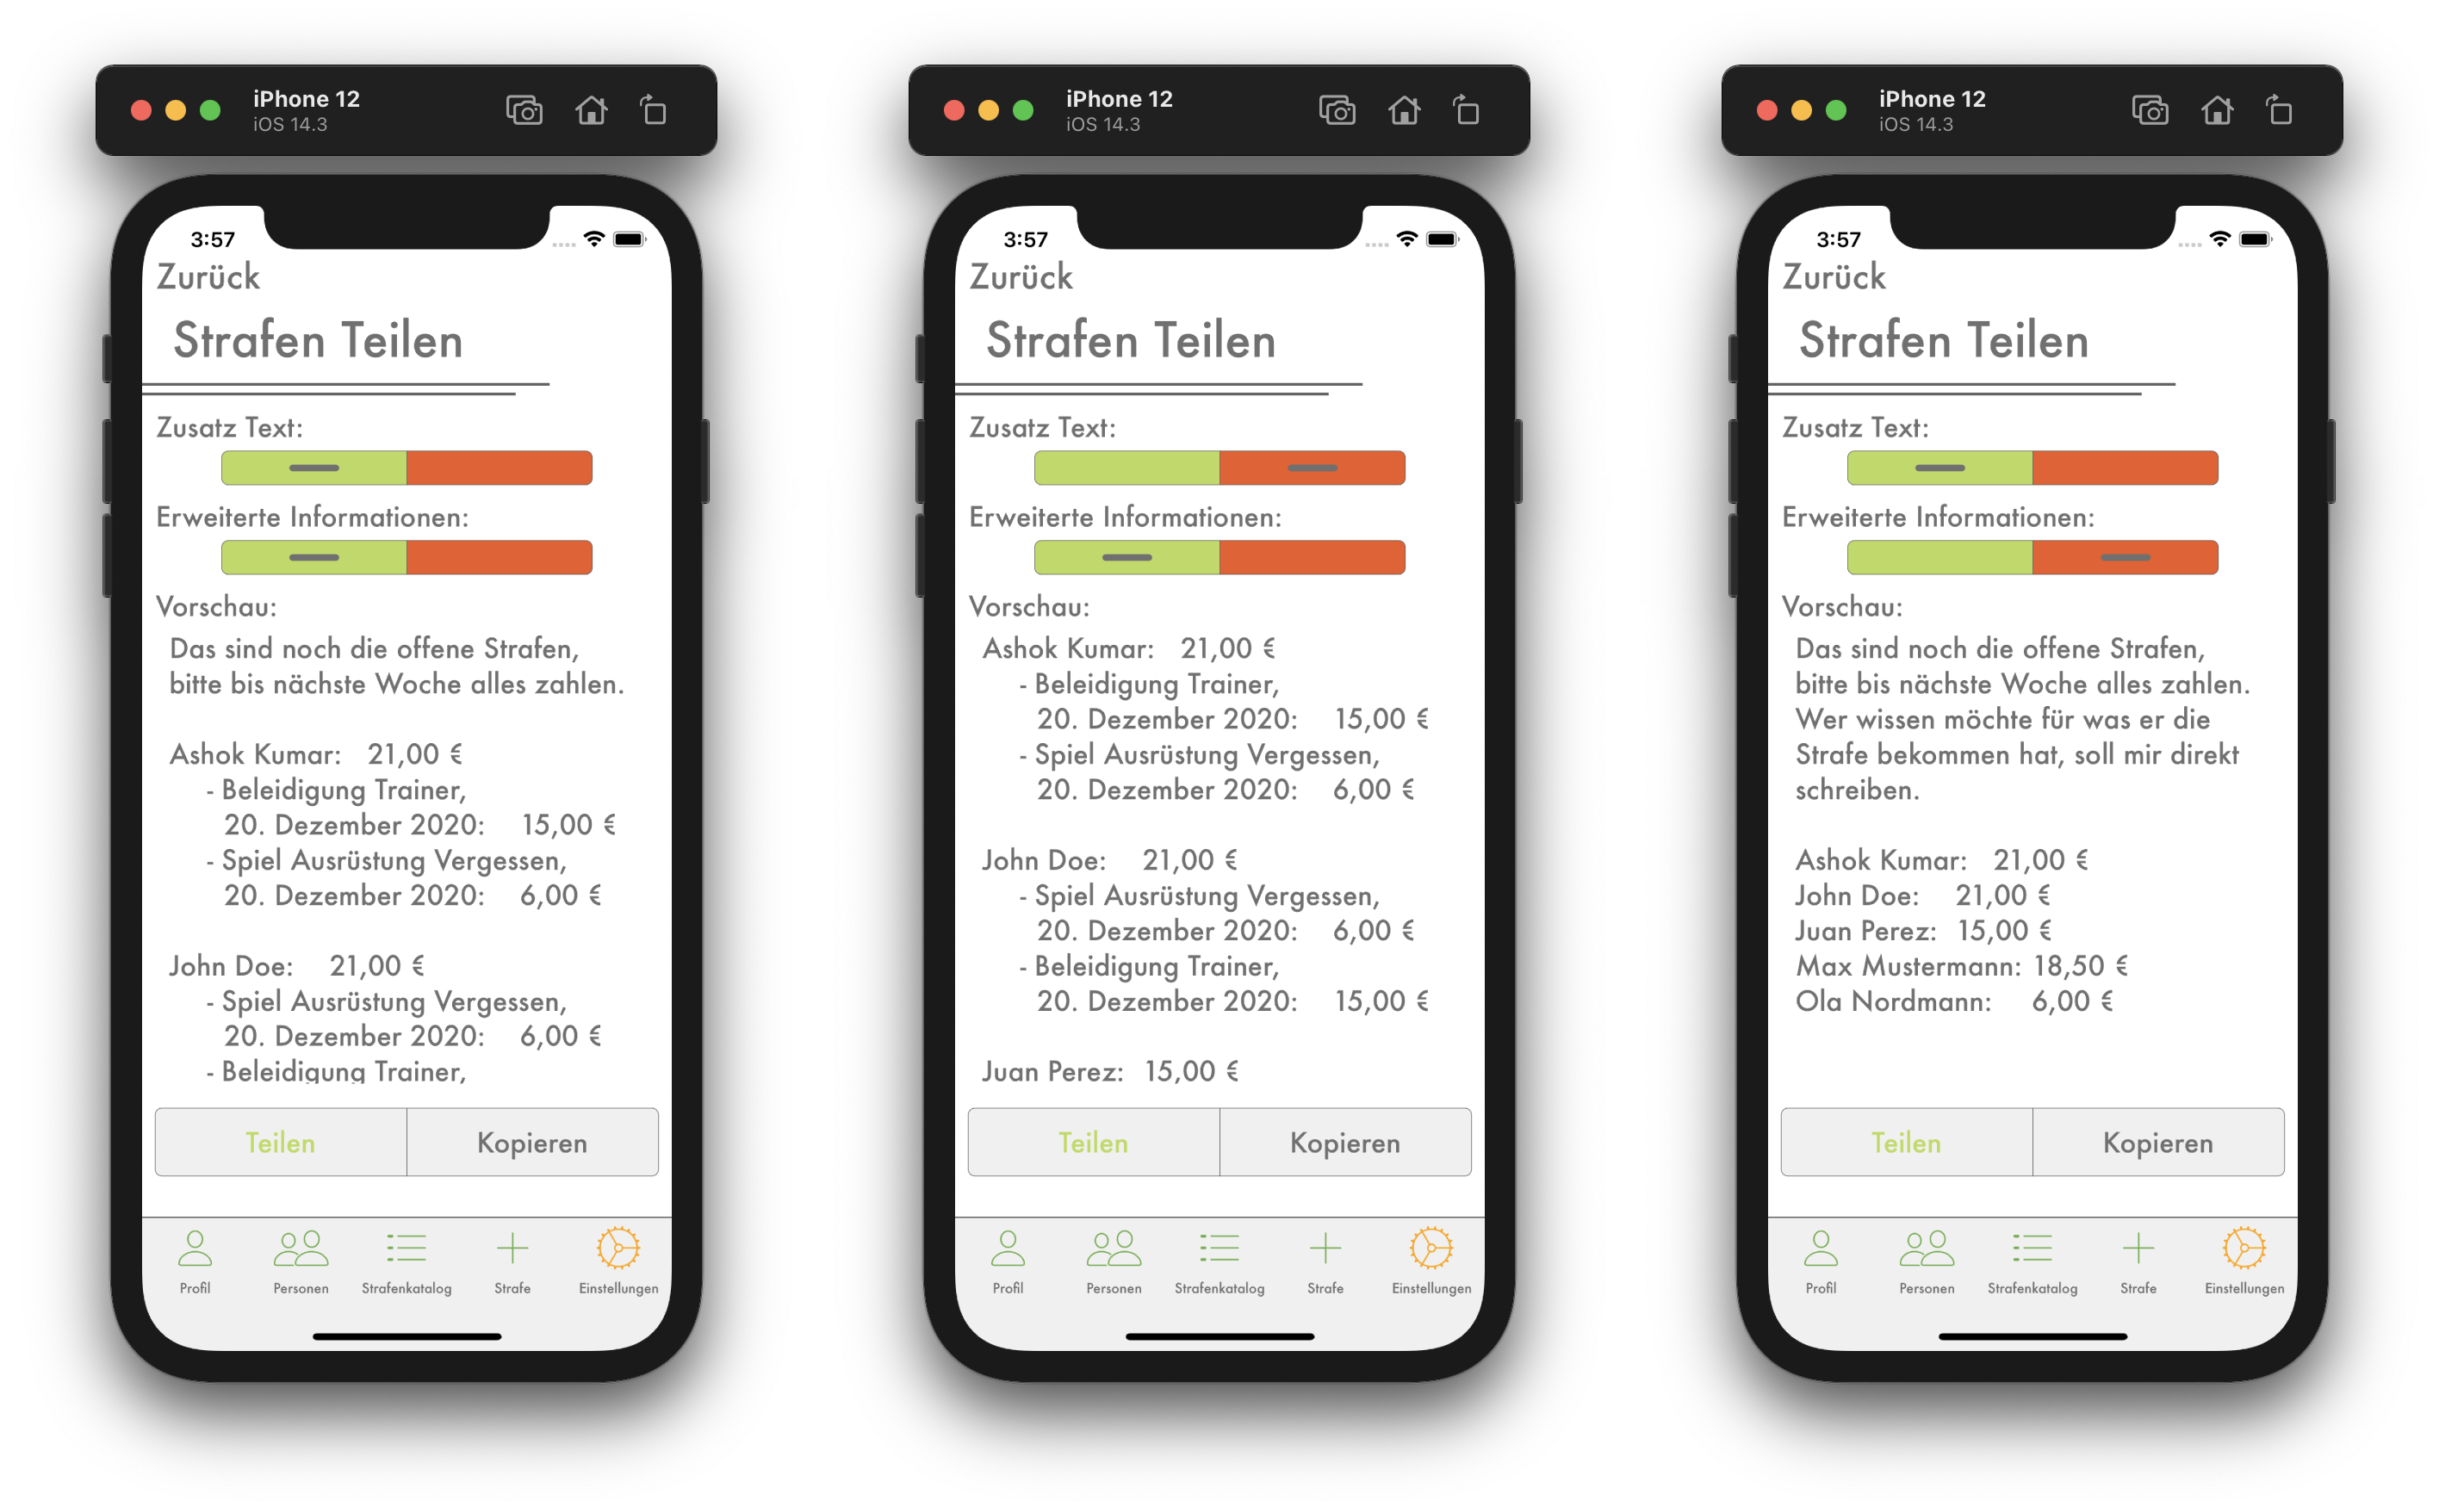 iPhone 12
iOS 14.3
3:57
Zurück
Strafen Teilen
Zusatz Text:
Erweiterte Informationen:
Vorschau:
Das sind noch die offene Strafen,
bitte bis nächste Woche alles zahlen.
Ashok Kumar: 21,00 €
- Beleidigung Trainer,
20. Dezember 2020: 15,00 €
- Spiel Ausrüstung Vergessen,
20. Dezember 2020: 6,00 €
John Doe: 21,00 €
- Spiel Ausrüstung Vergessen,
20. Dezember 2020: 6,00 €
- Beleidigung Trainer,
Teilen Kopieren
Profil Personen Strafenkatalog Strafe Einstellungen
iPhone 12
iOS 14.3
3:57
Zurück
Strafen Teilen
Zusatz Text:
Erweiterte Informationen:
Vorschau:
Ashok Kumar: 21,00 €
- Beleidigung Trainer,
20. Dezember 2020: 15,00 €
- Spiel Ausrüstung Vergessen,
20. Dezember 2020: 6,00 €
John Doe: 21,00 €
- Spiel Ausrüstung Vergessen,
20. Dezember 2020: 6,00 €
- Beleidigung Trainer,
20. Dezember 2020: 15,00 €
Juan Perez: 15,00 €
Teilen Kopieren
Profil Personen Strafenkatalog Strafe Einstellungen
iPhone 12
iOS 14.3
3:57
Zurück
Strafen Teilen
Zusatz Text:
Erweiterte Informationen:
Vorschau:
Das sind noch die offene Strafen,
bitte bis nächste Woche alles zahlen.
Wer wissen möchte für was er die
Strafe bekommen hat, soll mir direkt
schreiben.
Ashok Kumar: 21,00 €
John Doe: 21,00 €
Juan Perez: 15,00 €
Max Mustermann: 18,50 €
Ola Nordmann: 6,00 €
Teilen Kopieren
Profil Personen Strafenkatalog Strafe Einstellungen